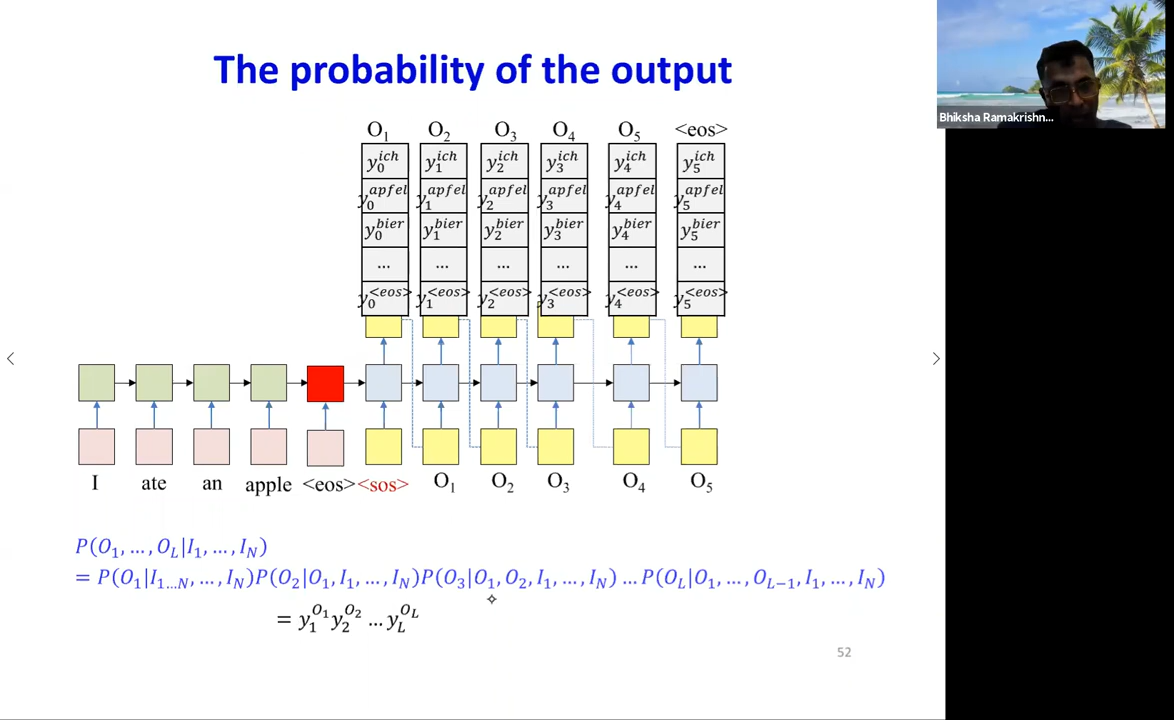 The probability of the output
Bhiksha Ramakrishn...
O₁ O₂ O₃ O₄ O₅ <eos>
y₀^ich y₁^ich y₂^ich y₃^ich y₄^ich y₅^ich
y₀^apfel y₁^apfel y₂^apfel y₃^apfel y₄^apfel y₅^apfel
y₀^bier y₁^bier y₂^bier y₃^bier y₄^bier y₅^bier
... ... ... ... ... ...
y₀^<eos> y₁^<eos> y₂^<eos> y₃^<eos> y₄^<eos> y₅^<eos>
I ate an apple <eos> <sos> O₁ O₂ O₃ O₄ O₅
P(O₁, …, O_L|I₁, …, I_N)
= P(O₁|I₁…N, …, I_N)P(O₂|O₁, I₁, …, I_N)P(O₃|O₁, O₂, I₁, …, I_N) … P(O_L|O₁, …, O_L−1, I₁, …, I_N)
= y₁^O₁ y₂^O₂ … y_L^O_L
52